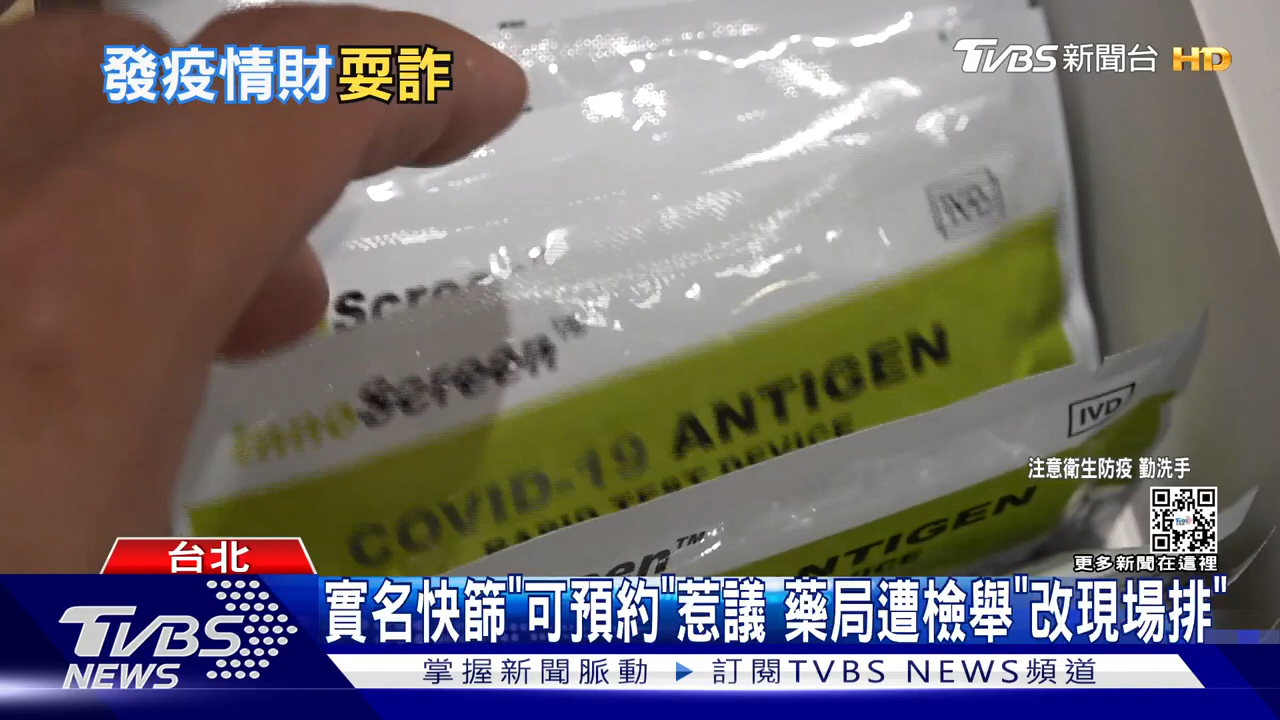 發疫情財耍詐
TVBS新聞台 HD
Screen
InnoScreen™
COVID-19 ANTIGEN
RAPID TEST DEVICE
IVD
een™
NTIGEN
ICE
注意衛生防疫 勤洗手
更多新聞在這裡
台北
實名快篩"可預約"惹議 藥局遭檢舉"改現場排"
TVBS NEWS
掌握新聞脈動 ▶ 訂閱TVBS NEWS頻道